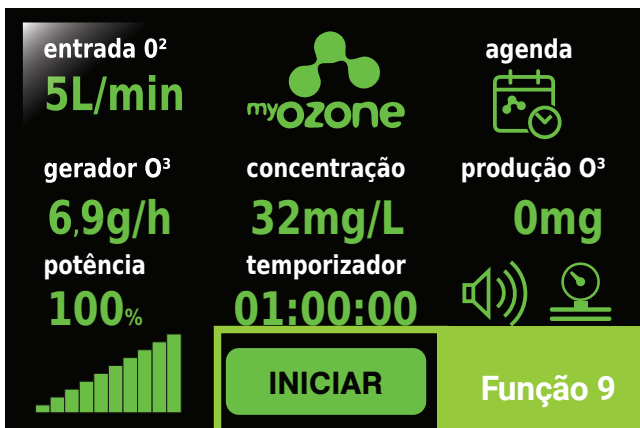 entrada 0²
5L/min
myozone
agenda
gerador O³
6,9g/h
concentração
32mg/L
produção O³
0mg
potência
100%
temporizador
01:00:00
INICIAR
Função 9